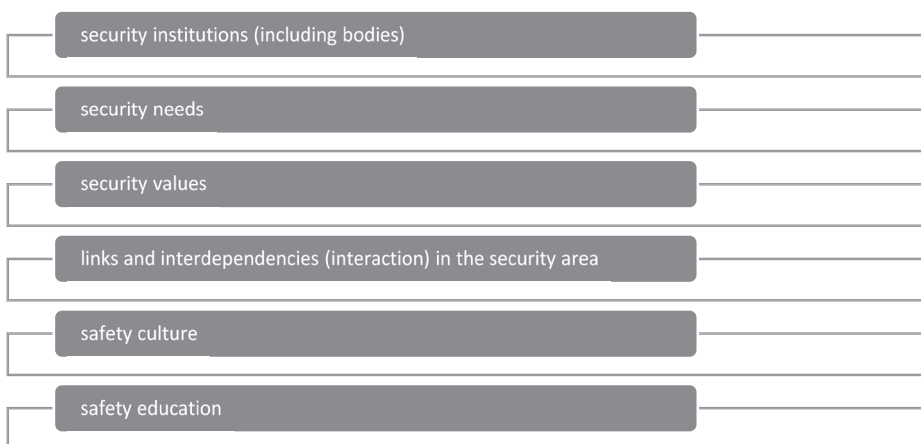 security institutions (including bodies)
security needs
security values
links and interdependencies (interaction) in the security area
safety culture
safety education